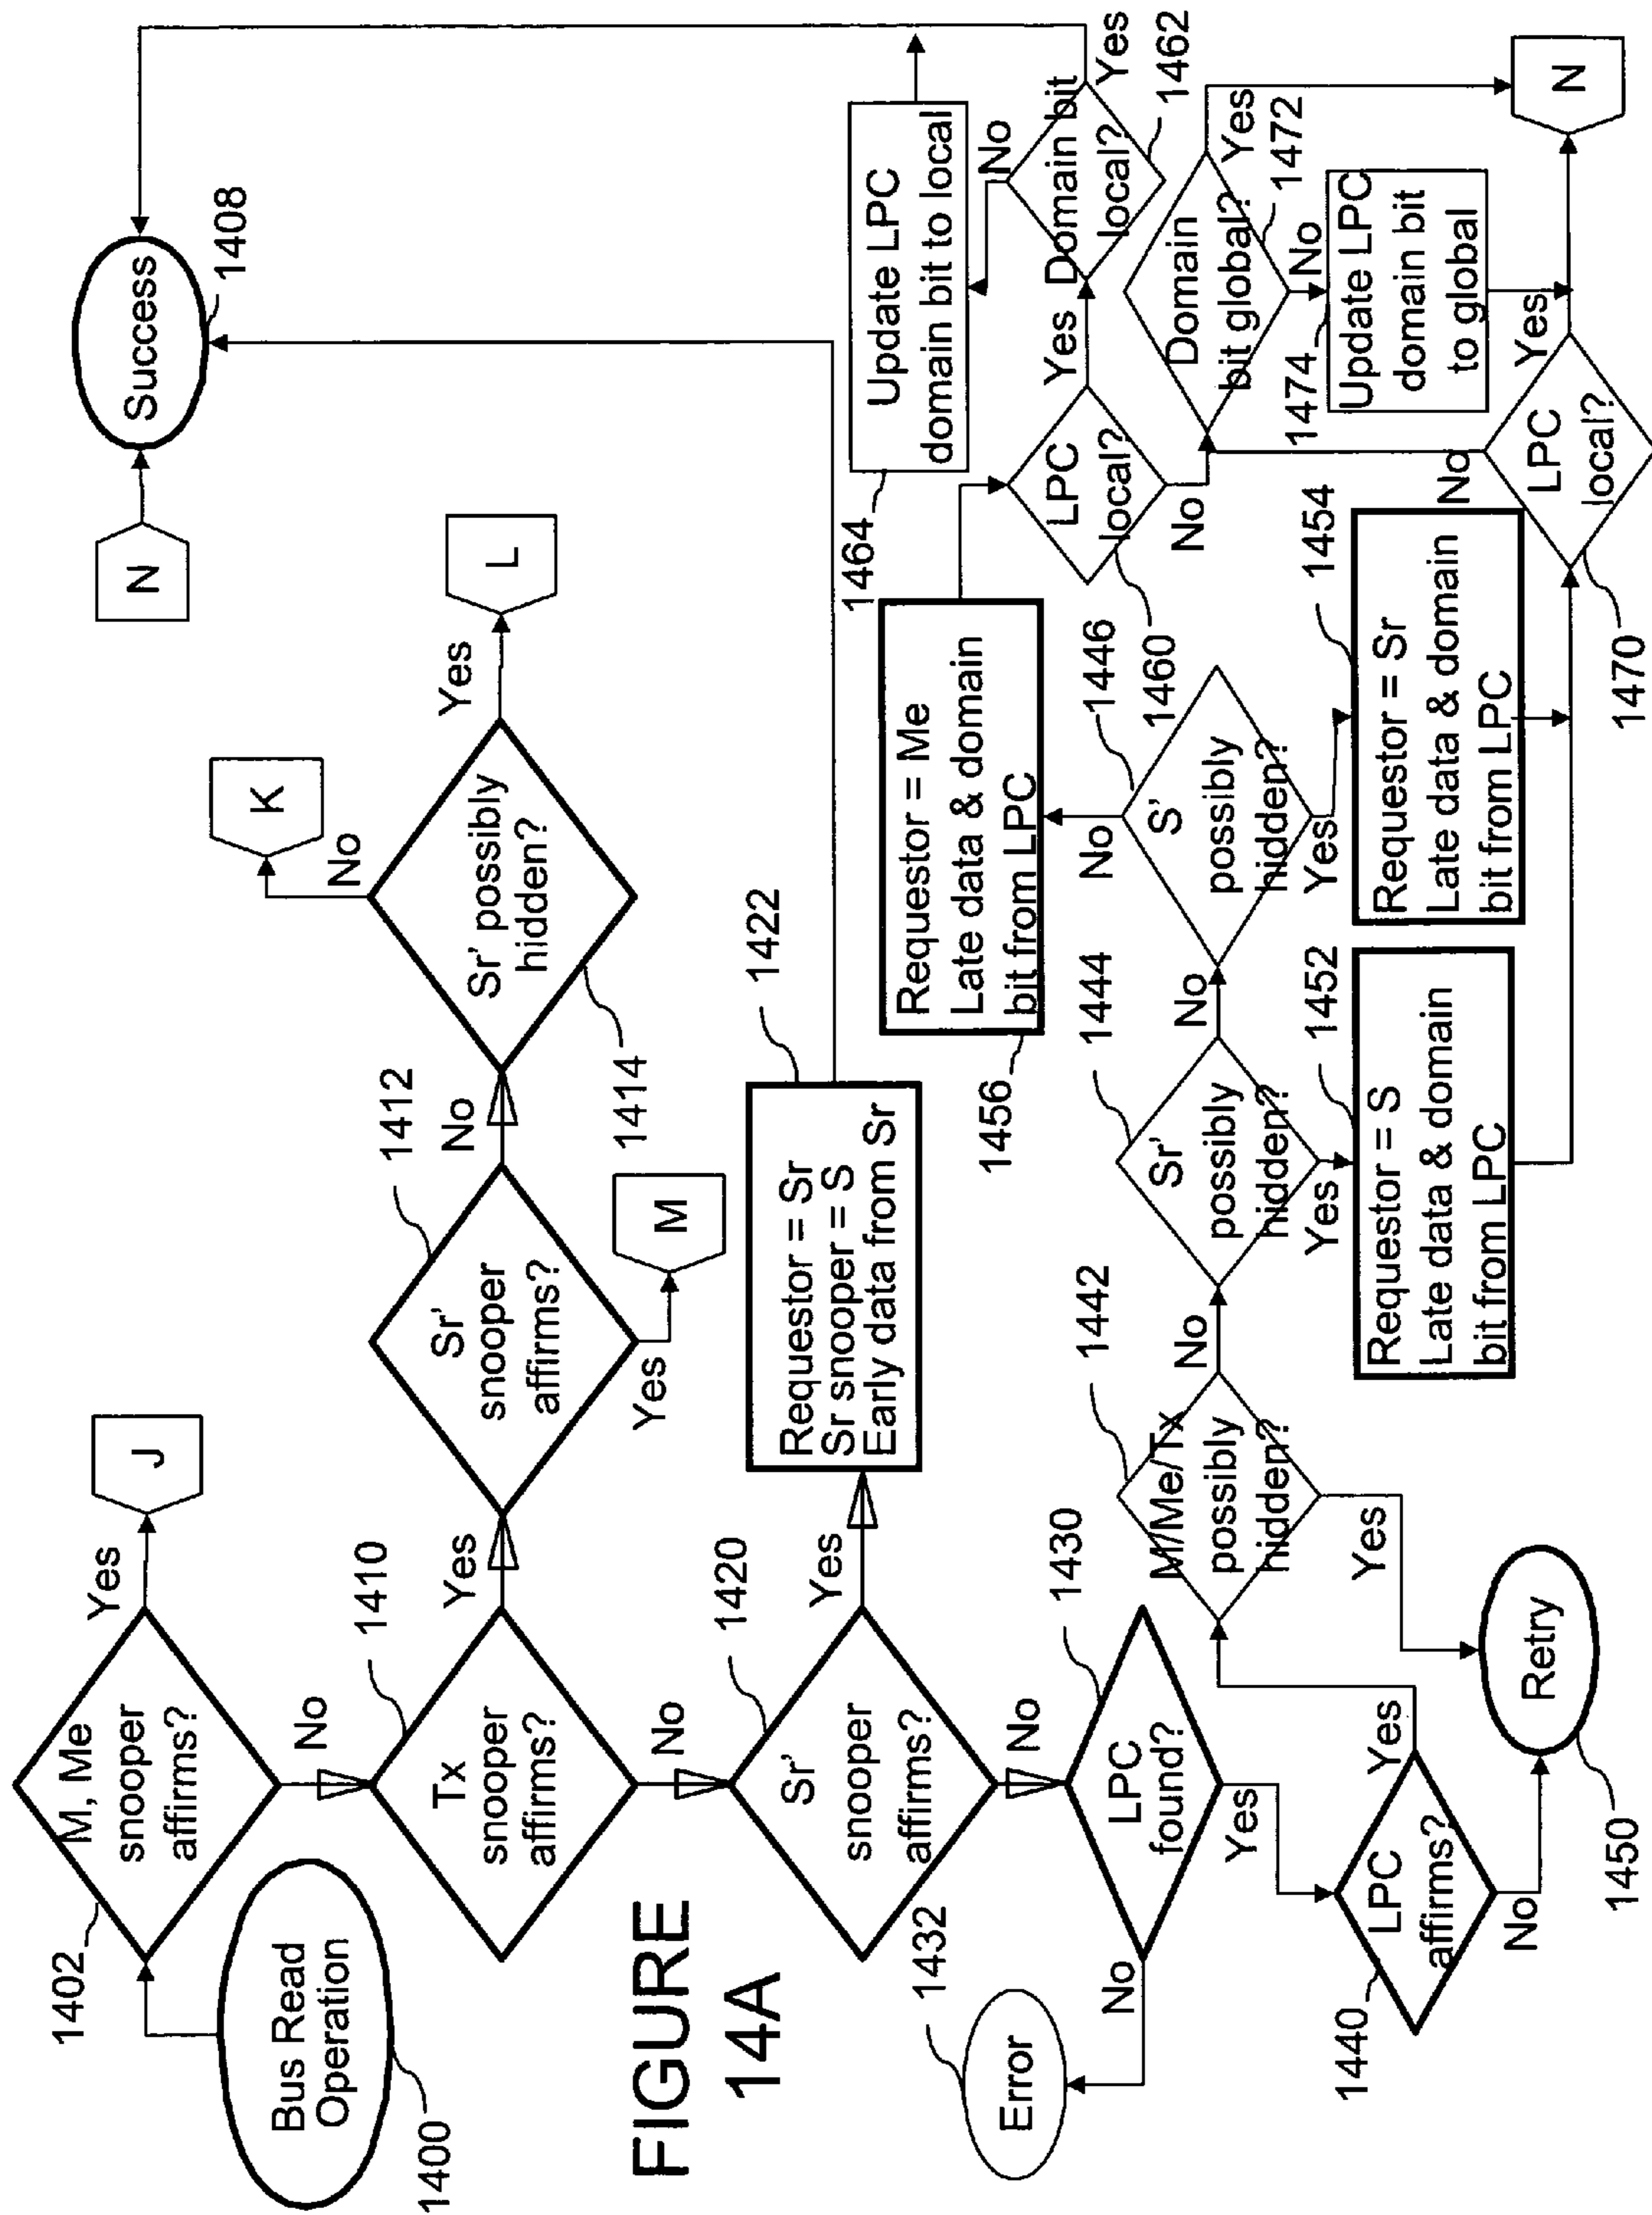 Bus Read
Operation
1400
1402
M, Me
snooper
affirms?
Yes
J
No
1410
Tx
snooper
affirms?
Yes
1412
Sr'
snooper
affirms?
Yes
M
No
1414
Sr' possibly
hidden?
No
K
Yes
L
N
Success
1408
No
1420
Sr'
snooper
affirms?
Yes
1422
Requestor = Sr
Sr snooper = S
Early data from Sr
No
1430
LPC
found?
No
1432
Error
Yes
1440
LPC
affirms?
No
1450
Retry
Yes
1442
M/Me/Tx
possibly
hidden?
Yes
No
1444
Sr'
possibly
hidden?
Yes
1452
Requestor = S
Late data & domain
bit from LPC
No
1446
S'
possibly
hidden?
Yes
1454
Requestor = Sr
Late data & domain
bit from LPC
No
1456
Requestor = Me
Late data & domain
bit from LPC
1460
LPC
local?
Yes
No
1462
Domain bit
local?
Yes
No
1464
Update LPC
domain bit to local
1470
LPC
local?
No
Yes
1472
Domain
bit global?
Yes
No
1474
Update LPC
domain bit
to global
N
FIGURE
14A